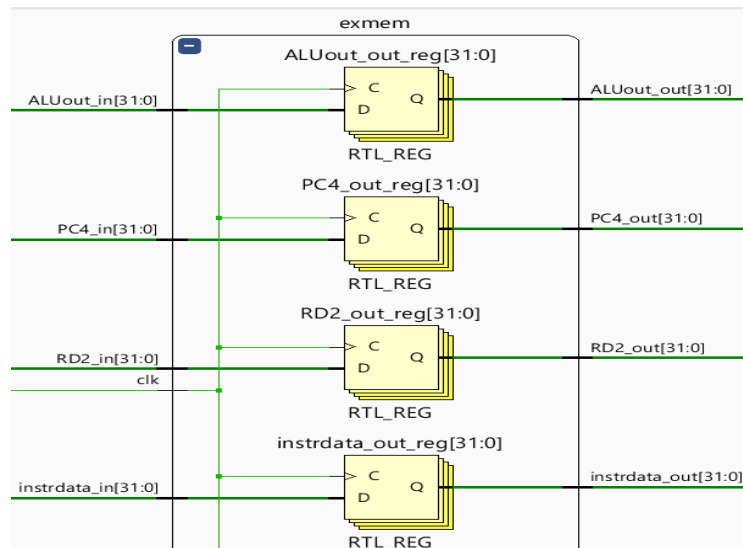 exmem
ALUout_out_reg[31:0]
ALUout_in[31:0]
C
D
Q
ALUout_out[31:0]
RTL_REG
PC4_out_reg[31:0]
PC4_in[31:0]
C
D
Q
PC4_out[31:0]
RTL_REG
RD2_out_reg[31:0]
RD2_in[31:0]
clk
C
D
Q
RD2_out[31:0]
RTL_REG
instrdata_out_reg[31:0]
instrdata_in[31:0]
C
D
Q
instrdata_out[31:0]
RTL_REG